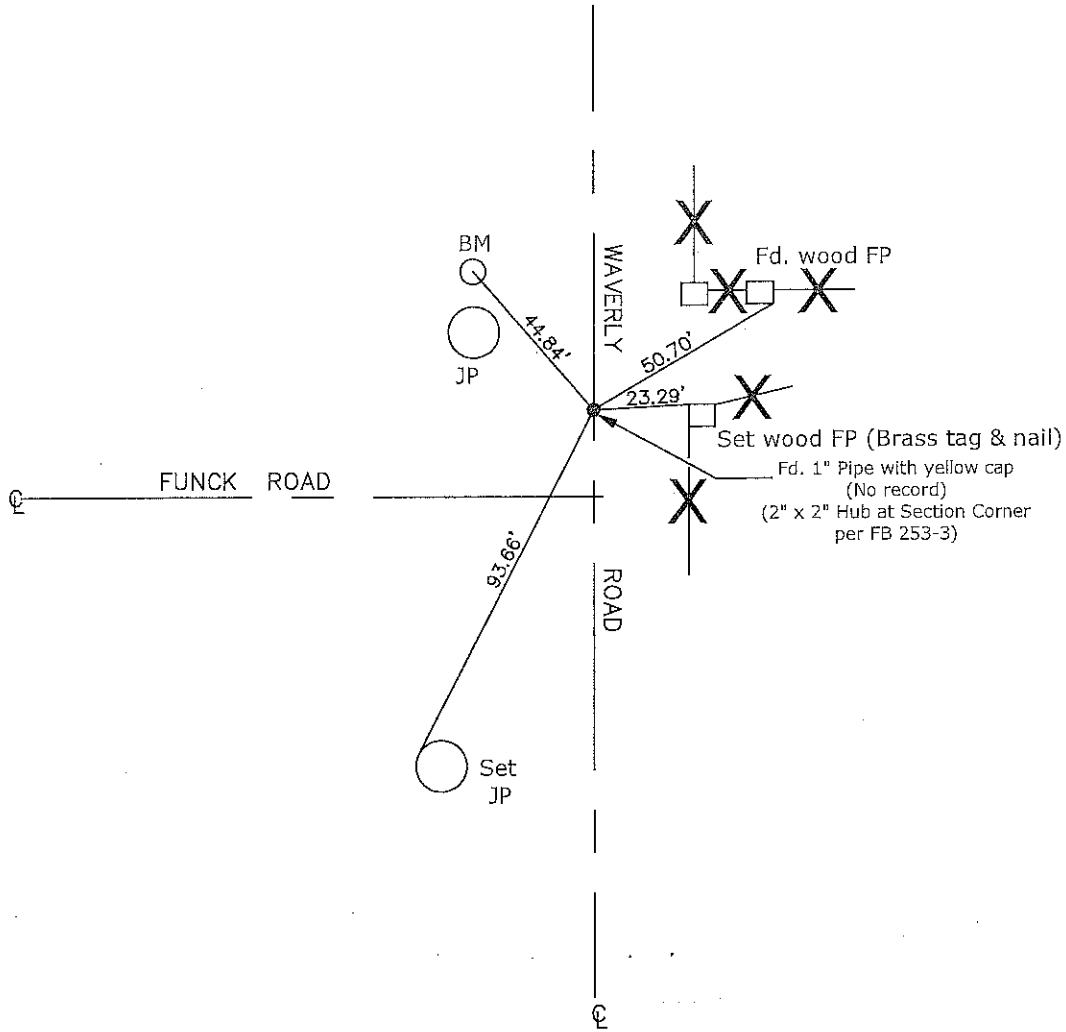 BM
JP
44.84'
WAVERLY
Fd. wood FP
50.70'
23.29'
Set wood FP (Brass tag & nail)
Fd. 1" Pipe with yellow cap
(No record)
(2" x 2" Hub at Section Corner
per FB 253-3)
℄
FUNCK ROAD
93.66'
ROAD
Set
JP
℄